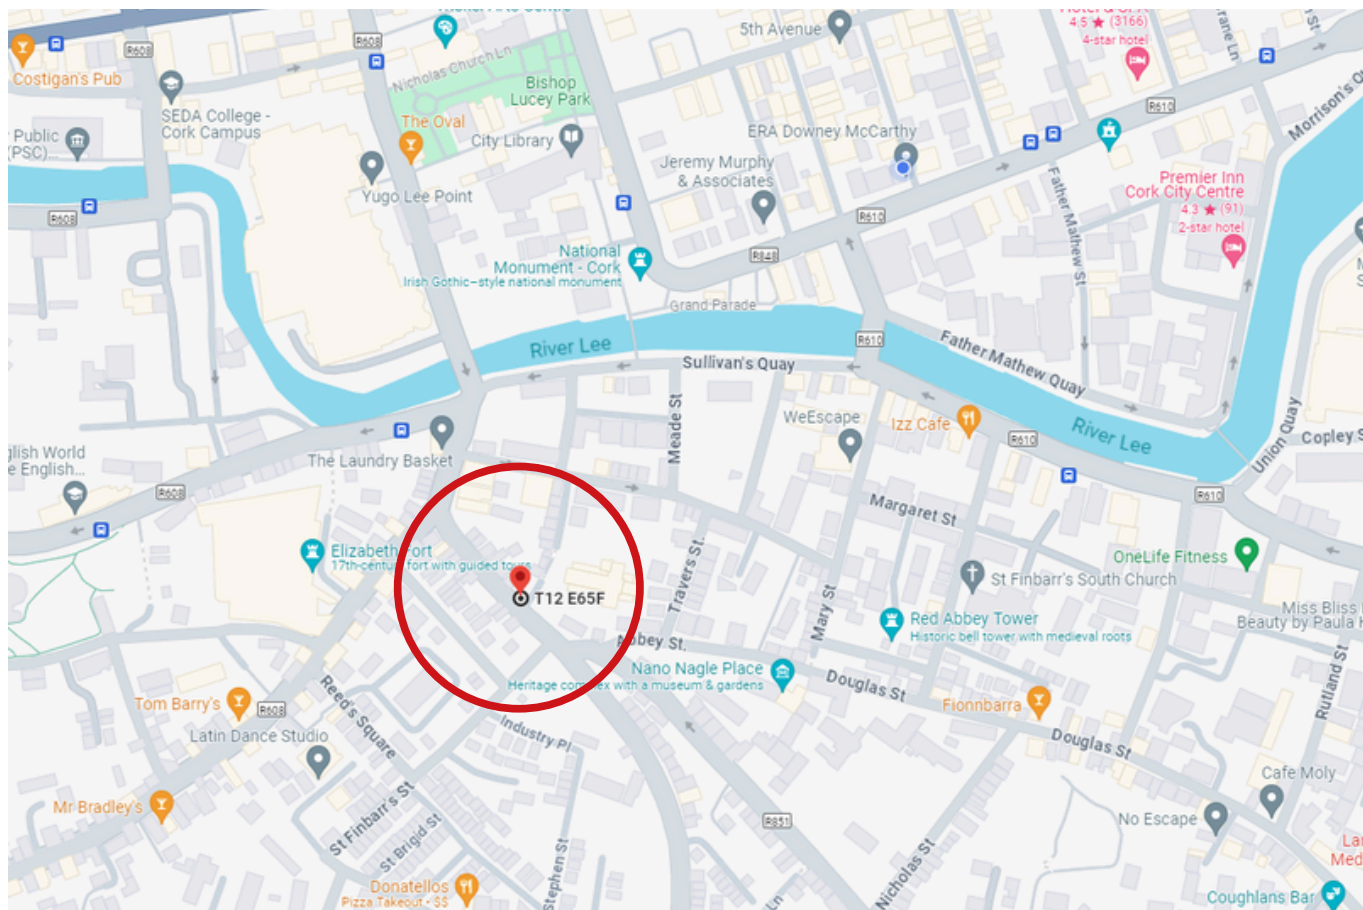 Hotel & SPA
4.5 ★ (3166)
4-star hotel
5th Avenue
R608
R608
Costigan's Pub
Nicholas Church Ln
Bishop
Lucey Park
SEDA College -
Cork Campus
R610
Morrison's
The Oval
City Library
ERA Downey McCarthy
Public
(PSC)...
Jeremy Murphy
& Associates
Father Mathew St
Premier Inn
Cork City Centre
4.3 ★ (91)
2-star hotel
Yugo Lee Point
R608
R610
National
Monument - Cork
Irish Gothic-style national monument
R848
Grand Parade
River Lee
R610
Father Mathew Quay
Sullivan's Quay
Meade St
WeEscape
Izz Cafe
R610
River Lee
Union Quay
Copley S
English World
e English...
The Laundry Basket
R608
R610
Margaret St
Elizabeth Fort
17th-century fort with guided tours
OneLife Fitness
St Finbarr's South Church
T12 E65F
Travers St.
Mary St
Red Abbey Tower
Historic bell tower with medieval roots
Miss Bliss
Beauty by Paula
Abbey St.
Nano Nagle Place
Heritage complex with a museum & gardens
Douglas St
Rutland St
Tom Barry's
R608
Reed's Square
Fionnbarra
Latin Dance Studio
Industry Pl
Douglas St
Cafe Moly
Mr Bradley's
St Finbarr's St
R851
No Escape
St Brigid St
Stephen St
Nicholas St
Donatellos
Pizza Takeout • $$
Ln
Coughlans Bar